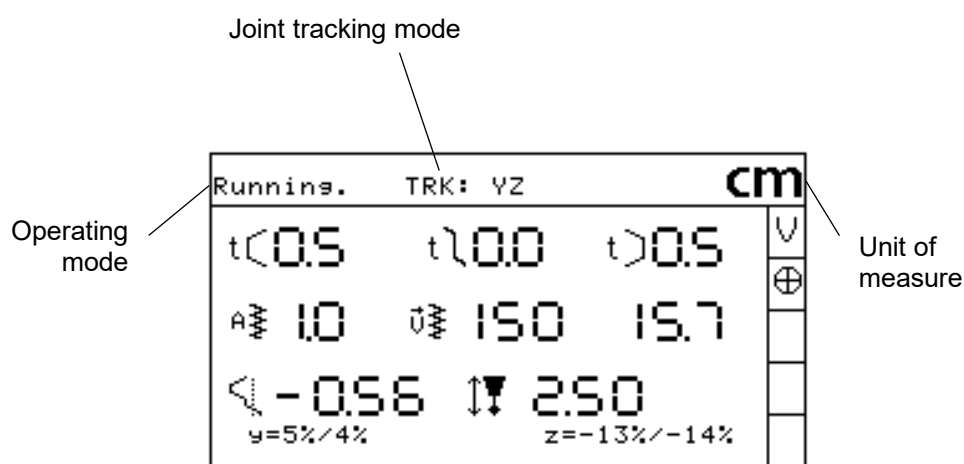 Joint tracking mode
Running. TRK: YZ cm
Operating
mode
Unit of
measure
t 0.5 t 0.0 t 0.5 V
A 1.0 v 150 15.7
-0.56 2.50
y=5%/4% z=-13%/-14%